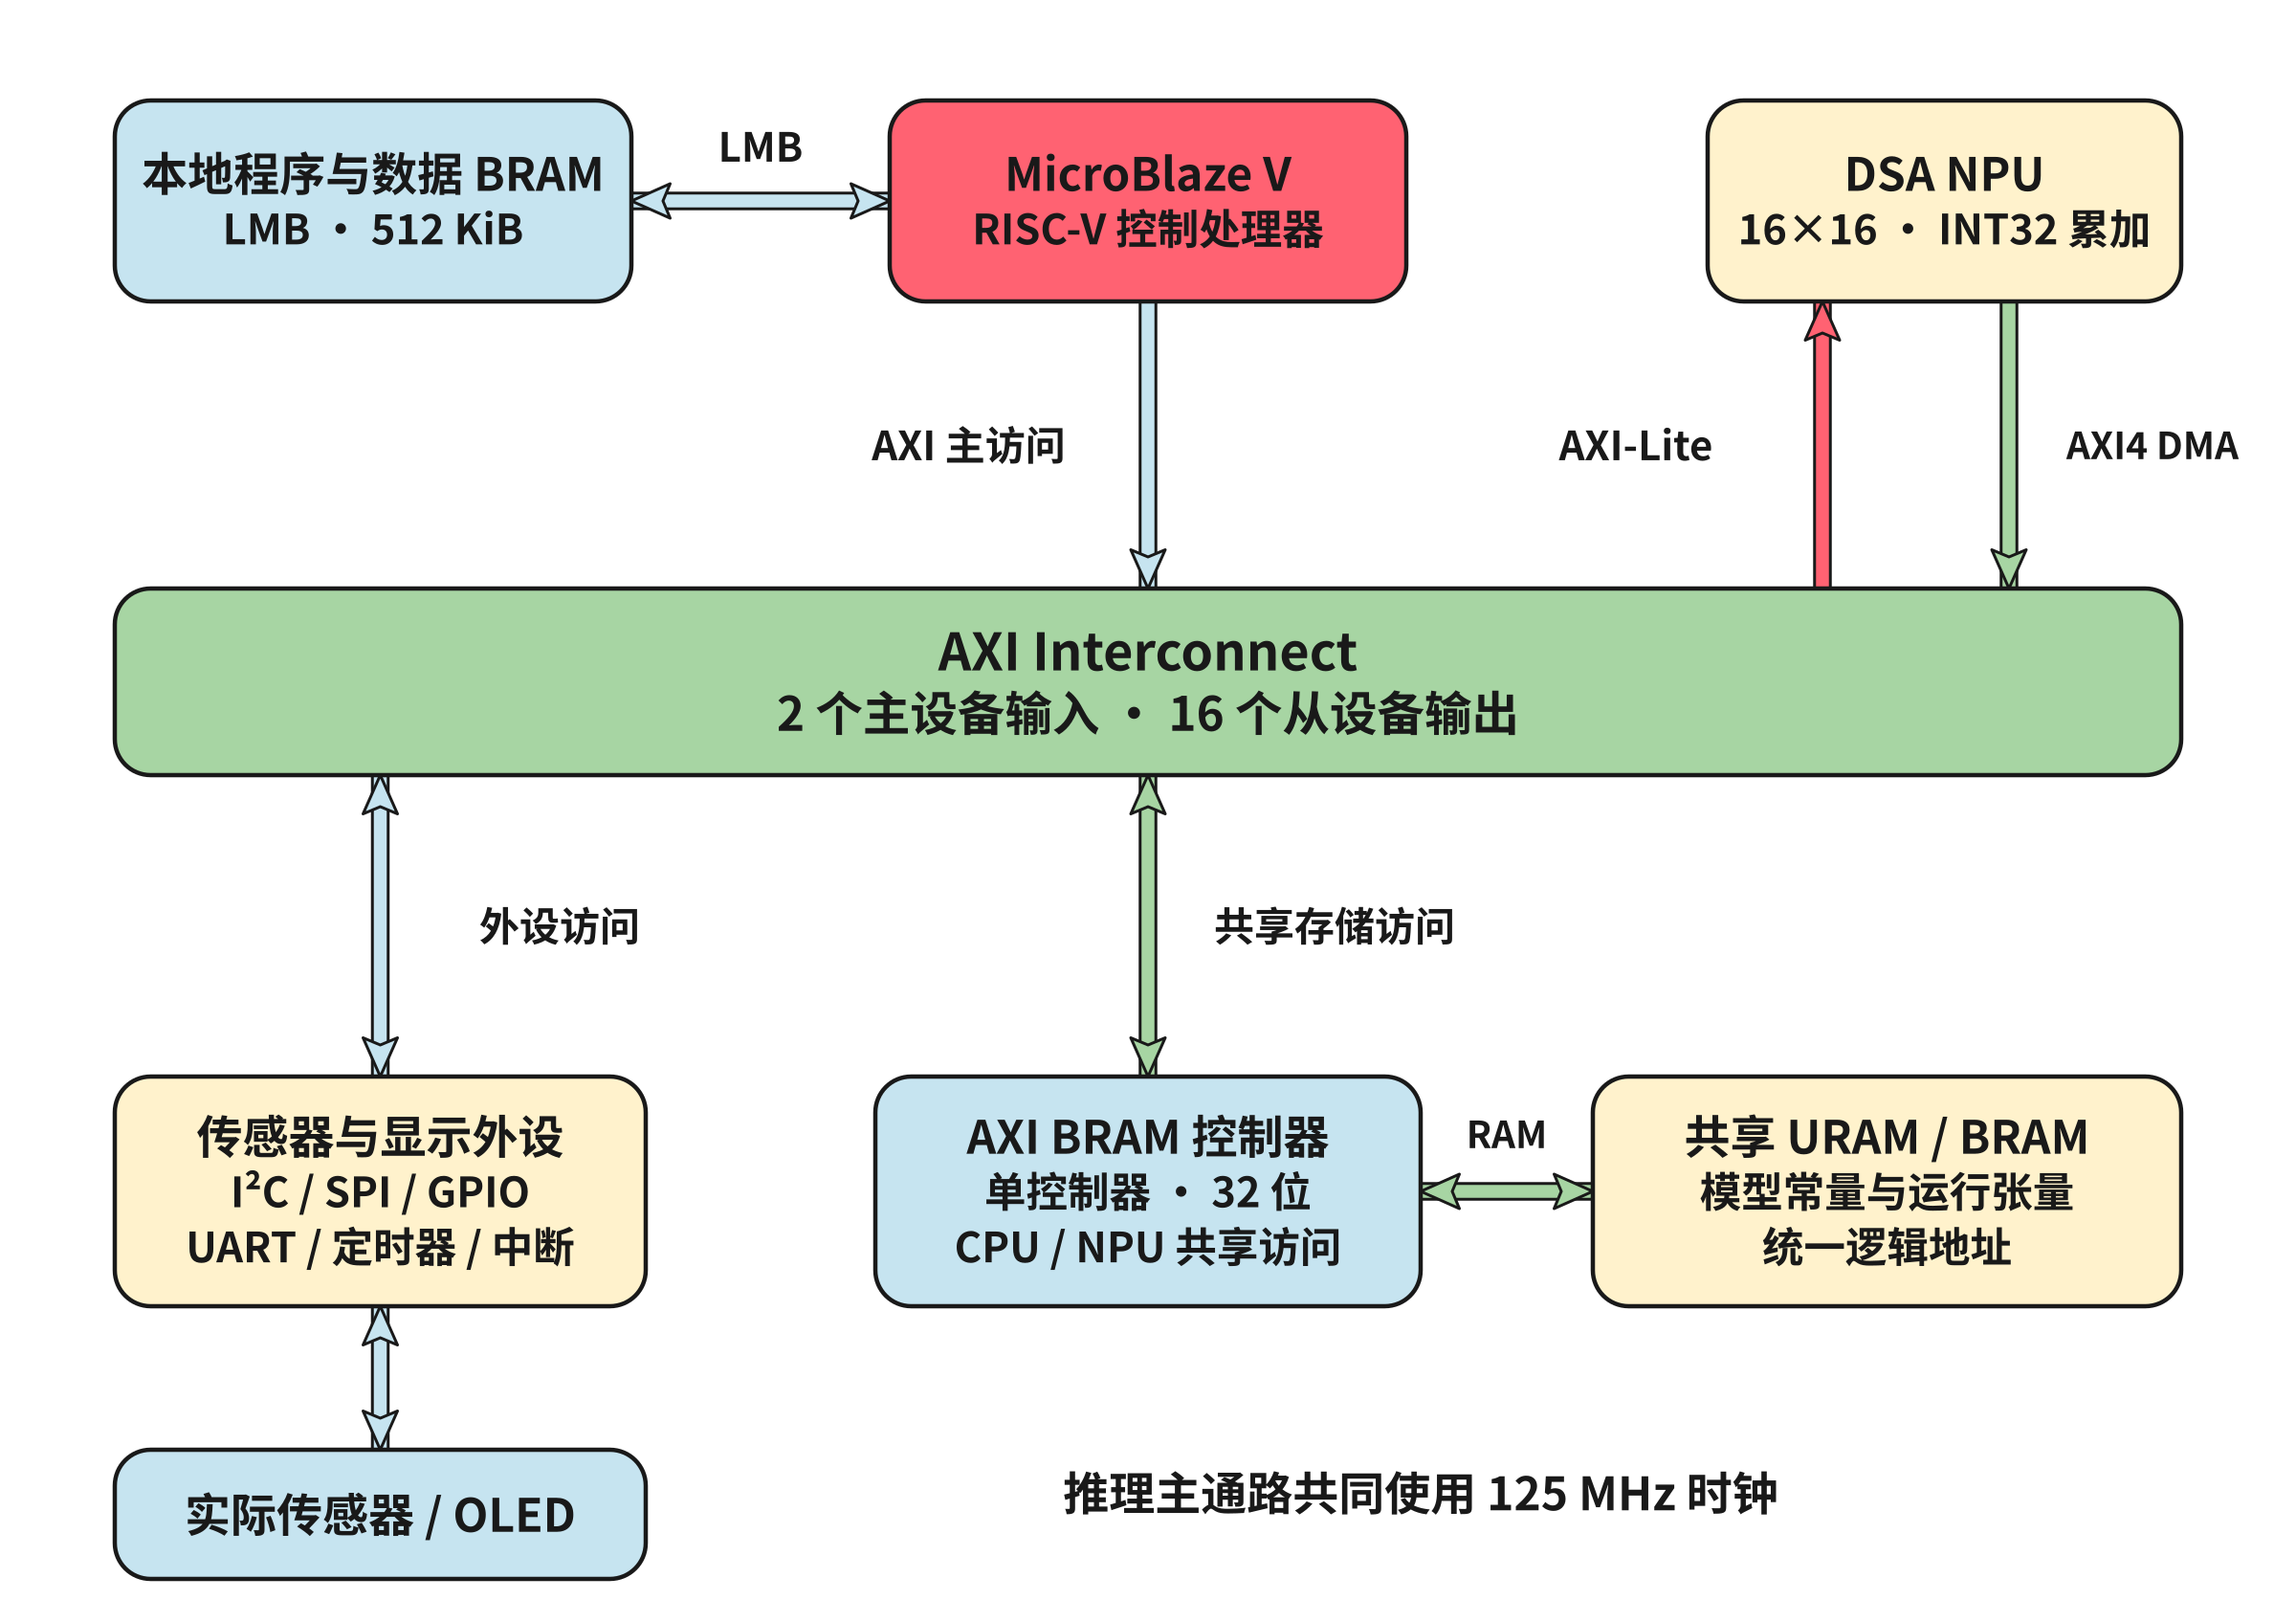 本地程序与数据 BRAM
LMB · 512 KiB
LMB
MicroBlaze V
RISC-V 控制处理器
DSA NPU
16×16 · INT32 累加
AXI 主访问
AXI-Lite
AXI4 DMA
AXI Interconnect
2 个主设备输入 · 16 个从设备输出
外设访问
共享存储访问
传感器与显示外设
I²C / SPI / GPIO
UART / 定时器 / 中断
AXI BRAM 控制器
单控制器 · 32 位
CPU / NPU 共享访问
RAM
共享 URAM / BRAM
模型常量与运行张量
统一逻辑地址
实际传感器 / OLED
推理主通路共同使用 125 MHz 时钟